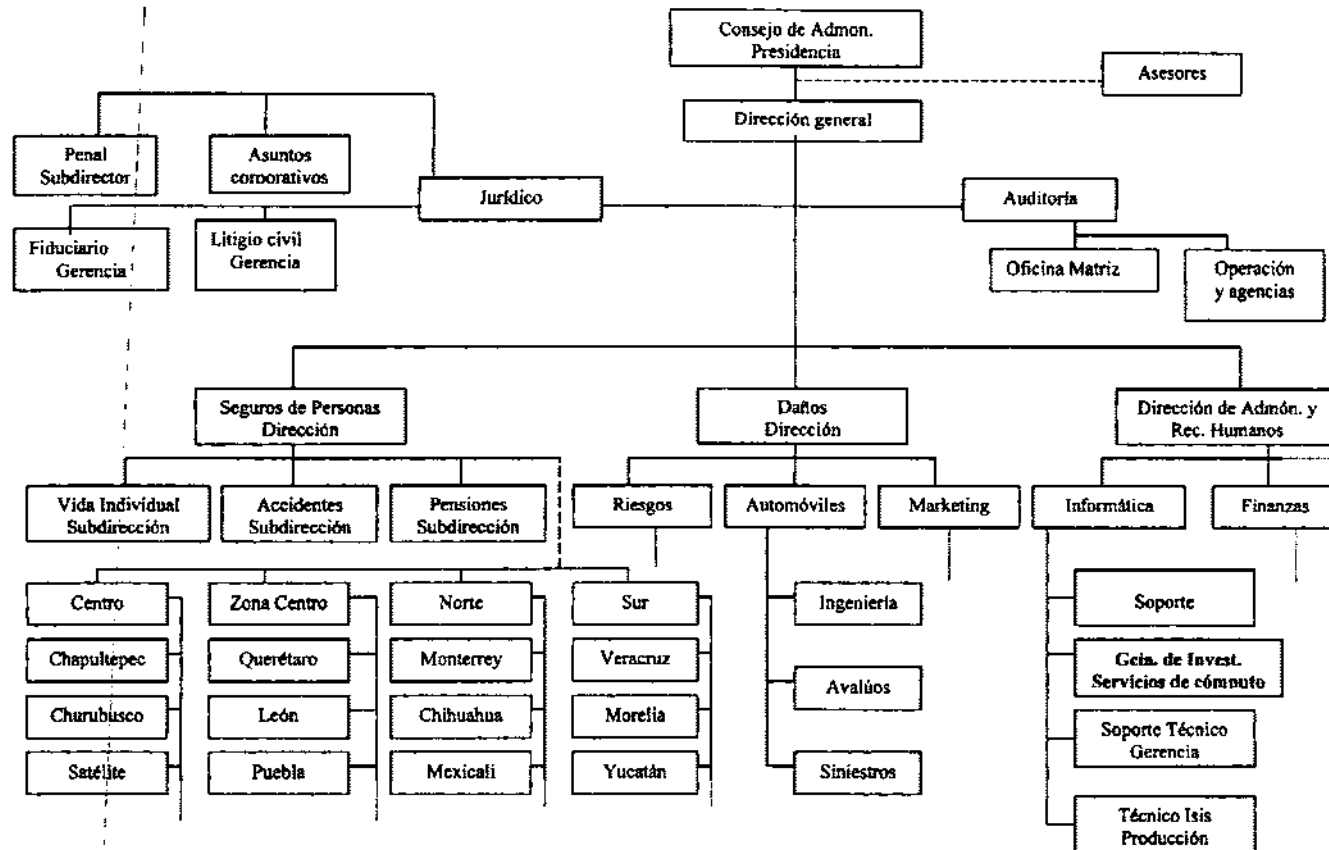 Consejo de Admon.
Presidencia
Asesores
Dirección general
Penal
Subdirector
Asuntos
corporativos
Jurídico
Auditoría
Fiduciario
Gerencia
Litigio civil
Gerencia
Oficina Matriz
Operación
y agencias
Seguros de Personas
Dirección
Daños
Dirección
Dirección de Admón. y
Rec. Humanos
Vida Individual
Subdirección
Accidentes
Subdirección
Pensiones
Subdirección
Riesgos
Automóviles
Marketing
Informática
Finanzas
Centro
Zona Centro
Norte
Sur
Ingeniería
Soporte
Chapultepec
Querétaro
Monterrey
Veracruz
Gcia. de Invest.
Servicios de cómputo
Churubusco
León
Chihuahua
Morelia
Avalúos
Soporte Técnico
Gerencia
Satélite
Puebla
Mexicali
Yucatán
Siniestros
Técnico Isis
Producción